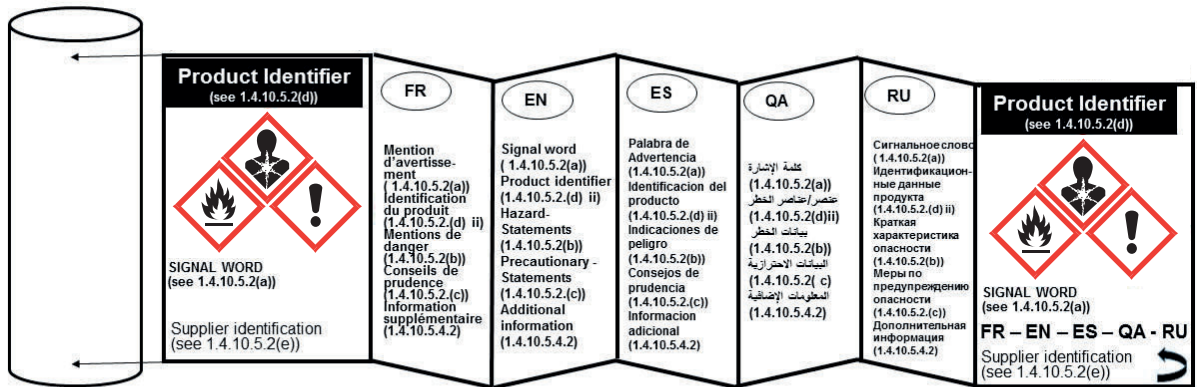 Product Identifier
(see 1.4.10.5.2(d))
SIGNAL WORD
(see 1.4.10.5.2(a))
Supplier identification
(see 1.4.10.5.2(e))
FR
Mention
d'avertisse-
ment
( 1.4.10.5.2(a))
Identification
du produit
(1.4.10.5.2.(d) ii)
Mentions de
danger
(1.4.10.5.2(b))
Conseils de
prudence
(1.4.10.5.2.(c))
Information
supplémentaire
(1.4.10.5.4.2)
EN
Signal word
( 1.4.10.5.2(a))
Product identifier
(1.4.10.5.2.(d) ii)
Hazard-
Statements
(1.4.10.5.2(b))
Precautionary -
Statements
(1.4.10.5.2.(c))
Additional
information
(1.4.10.5.4.2)
ES
Palabra de
Advertencia
(1.4.10.5.2(a))
Identificacion del
producto
(1.4.10.5.2.(d) ii)
Indicaciones de
peligro
(1.4.10.5.2(b))
Consejos de
prudencia
(1.4.10.5.2.(c))
Informacion
adicional
(1.4.10.5.4.2)
QA
كلمة الإشارة
(1.4.10.5.2(a))
عنصر/عناصر الخطر
(1.4.10.5.2(d)ii)
بيانات الخطر
(1.4.10.5.2(b))
البيانات الاحترازية
(1.4.10.5.2( c)
المعلومات الإضافية
(1.4.10.5.4.2)
RU
Сигнальное слово
( 1.4.10.5.2(a))
Идентификацион-
ные данные
продукта
(1.4.10.5.2.(d) ii)
Краткая
характеристика
опасности
(1.4.10.5.2(b))
Меры по
предупреждению
опасности
(1.4.10.5.2.(c))
Дополнительная
информация
(1.4.10.5.4.2)
Product Identifier
(see 1.4.10.5.2(d))
SIGNAL WORD
(see 1.4.10.5.2(a))
FR – EN – ES – QA - RU
Supplier identification
(see 1.4.10.5.2(e))